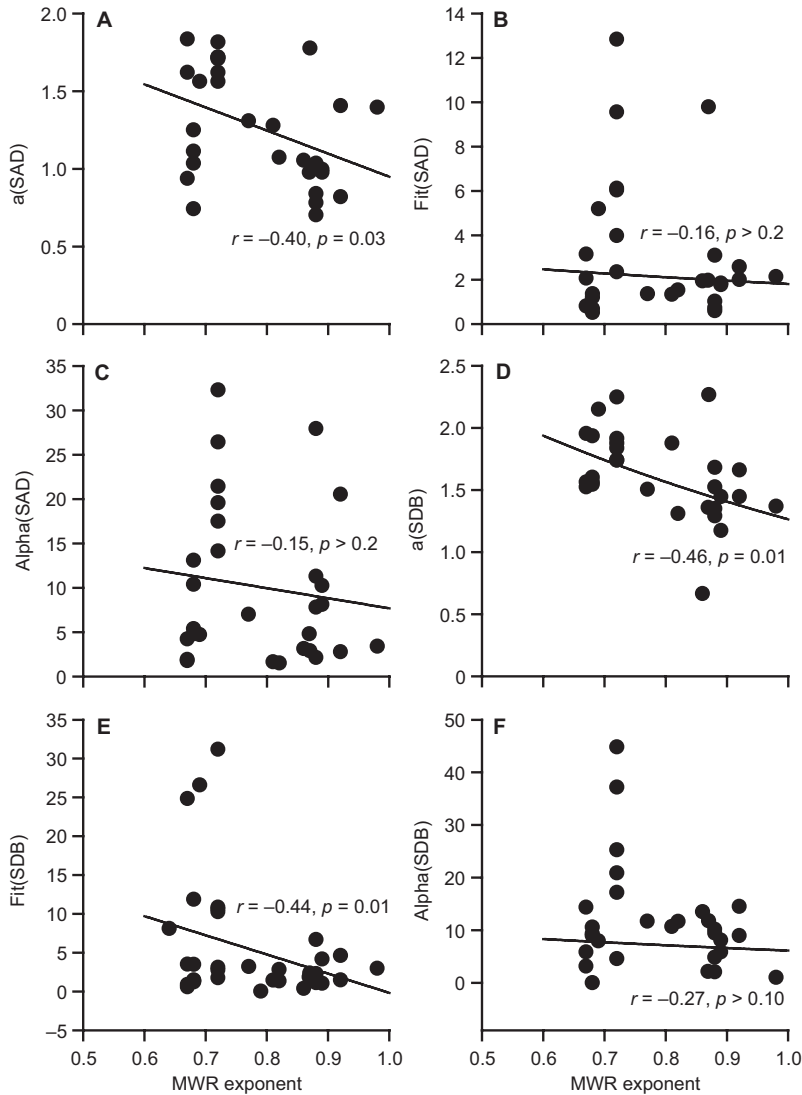 A
2.0
1.5
1.0
0.5
0
a(SAD)
r = –0.40, p = 0.03
B
14
12
10
8
6
4
2
0
Fit(SAD)
r = –0.16, p > 0.2
C
35
30
25
20
15
10
5
0
Alpha(SAD)
r = –0.15, p > 0.2
D
2.5
2.0
1.5
1.0
0.5
0
a(SDB)
r = –0.46, p = 0.01
E
35
30
25
20
15
10
5
0
–5
Fit(SDB)
r = –0.44, p = 0.01
0.5 0.6 0.7 0.8 0.9 1.0
MWR exponent
F
50
40
30
20
10
0
Alpha(SDB)
r = –0.27, p > 0.10
0.5 0.6 0.7 0.8 0.9 1.0
MWR exponent